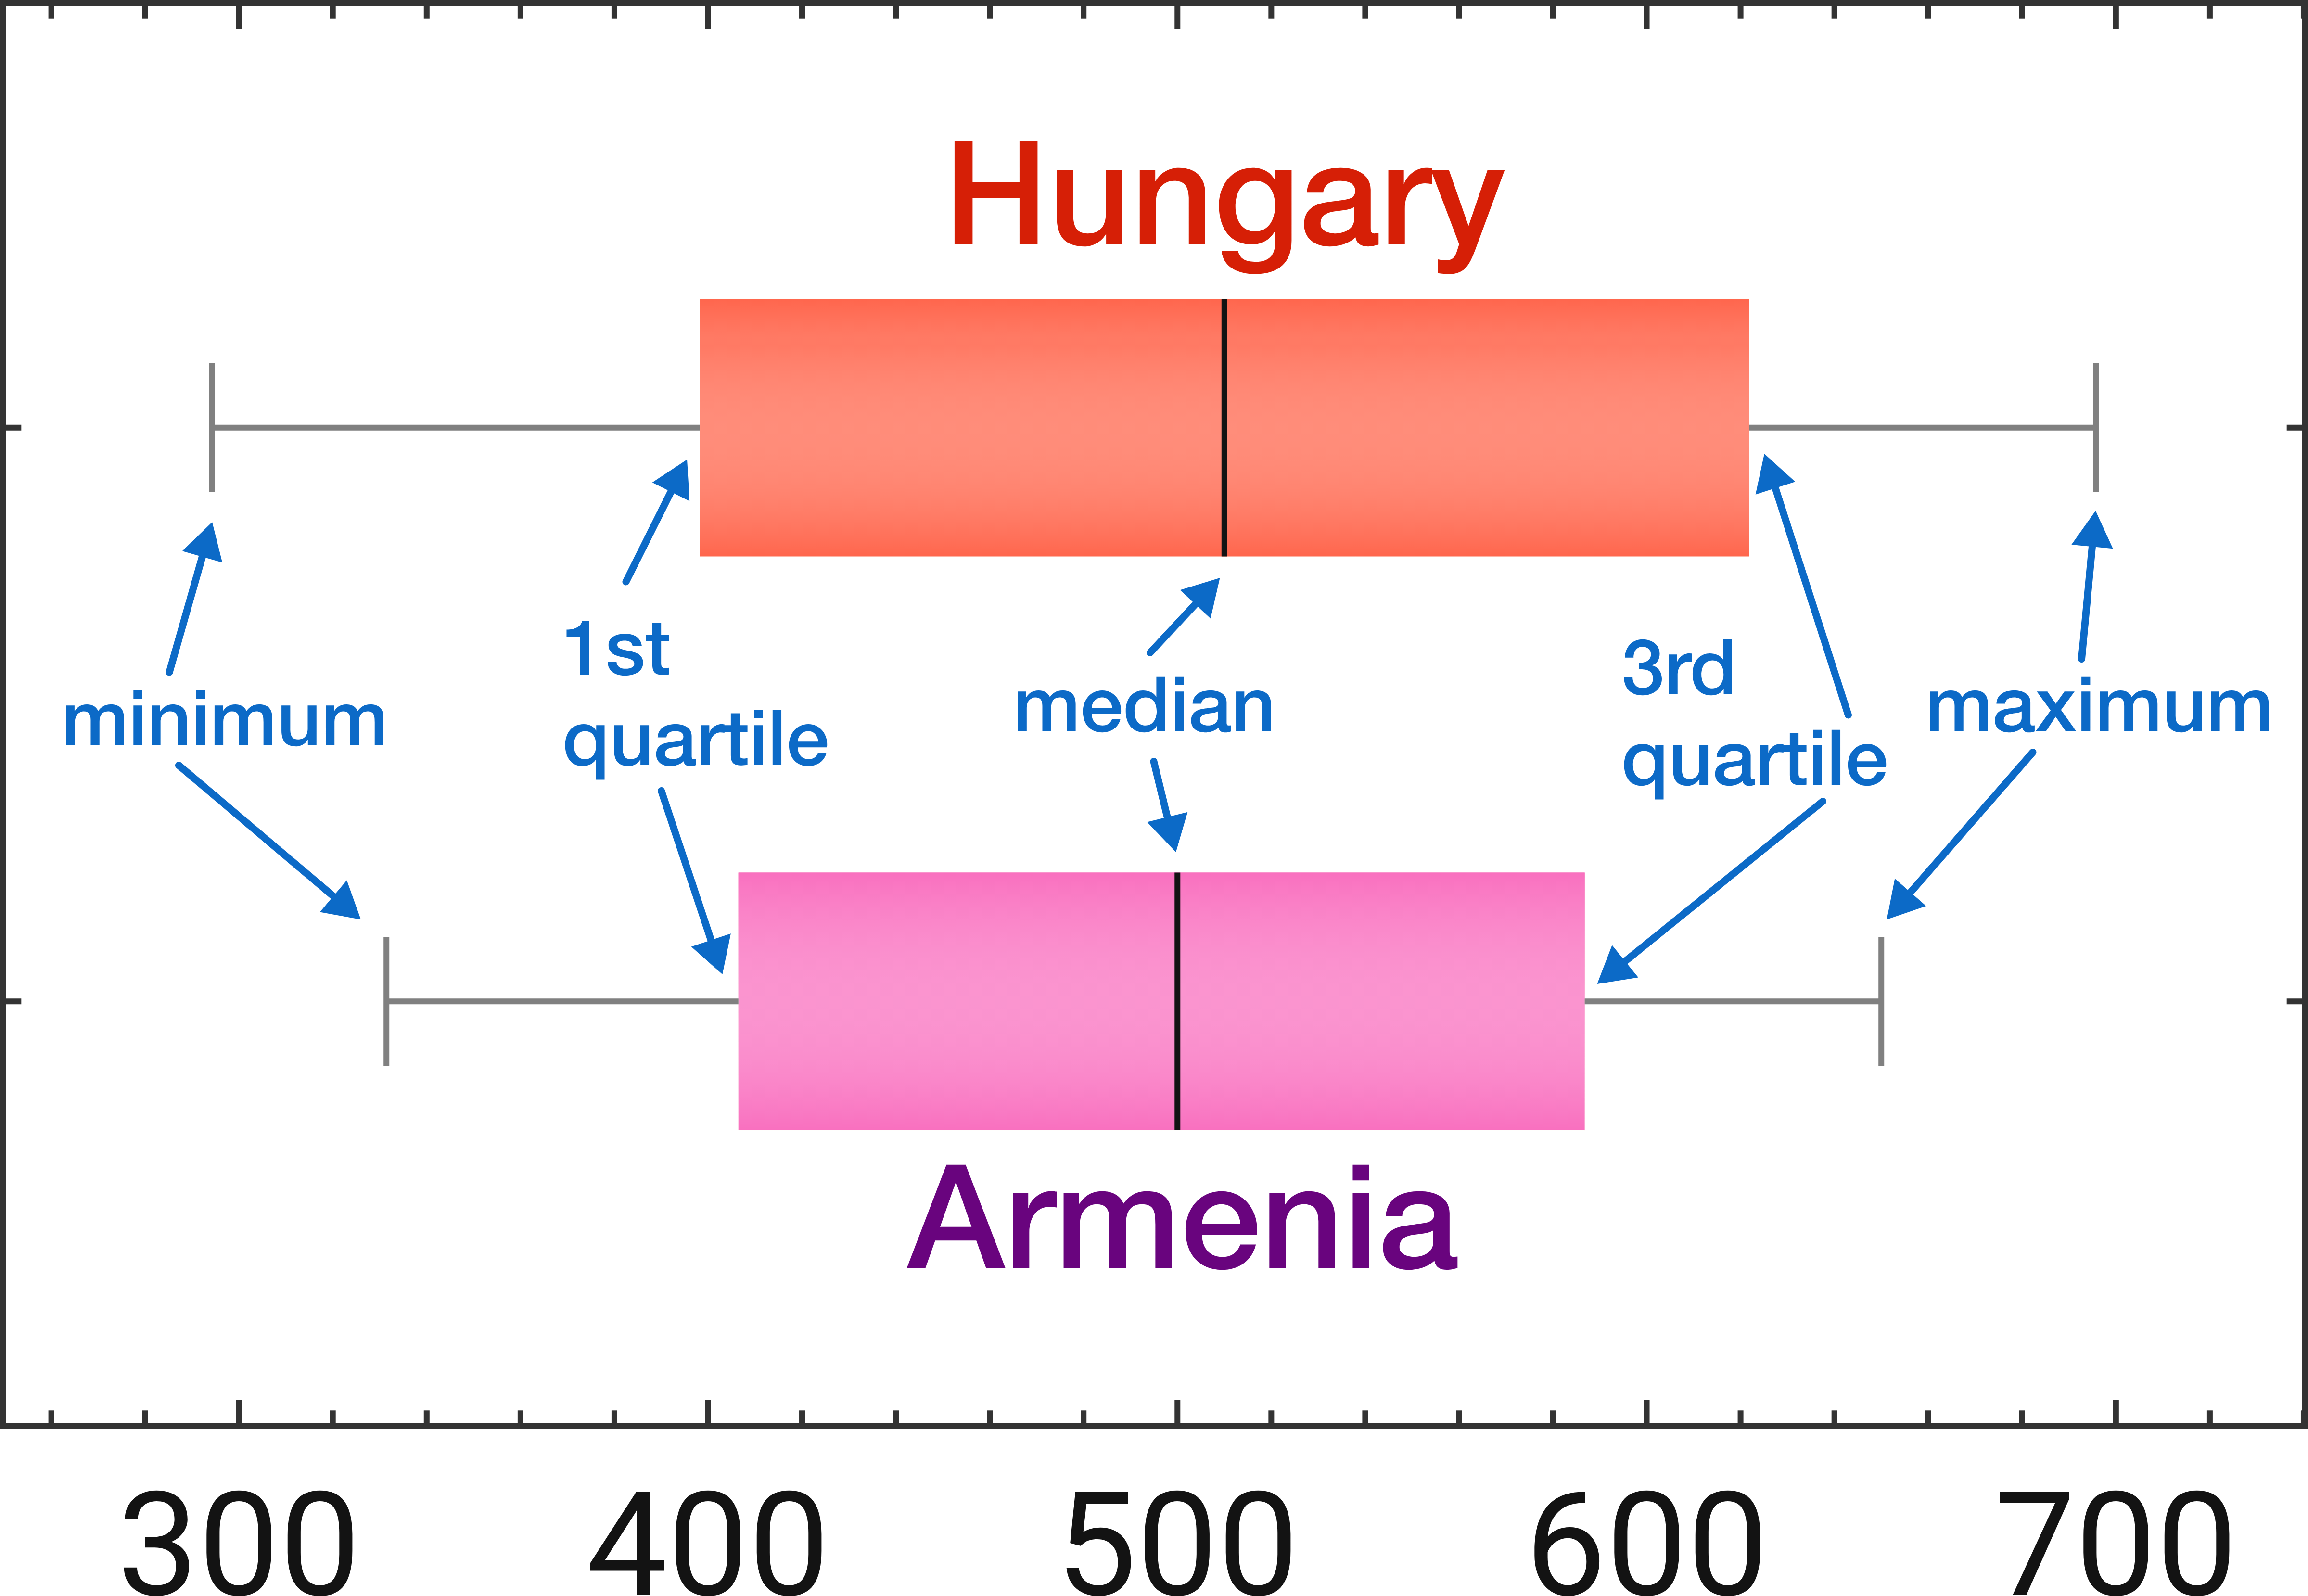 Hungary
minimum
1st
quartile
median
3rd
quartile
maximum
Armenia
300 400 500 600 700